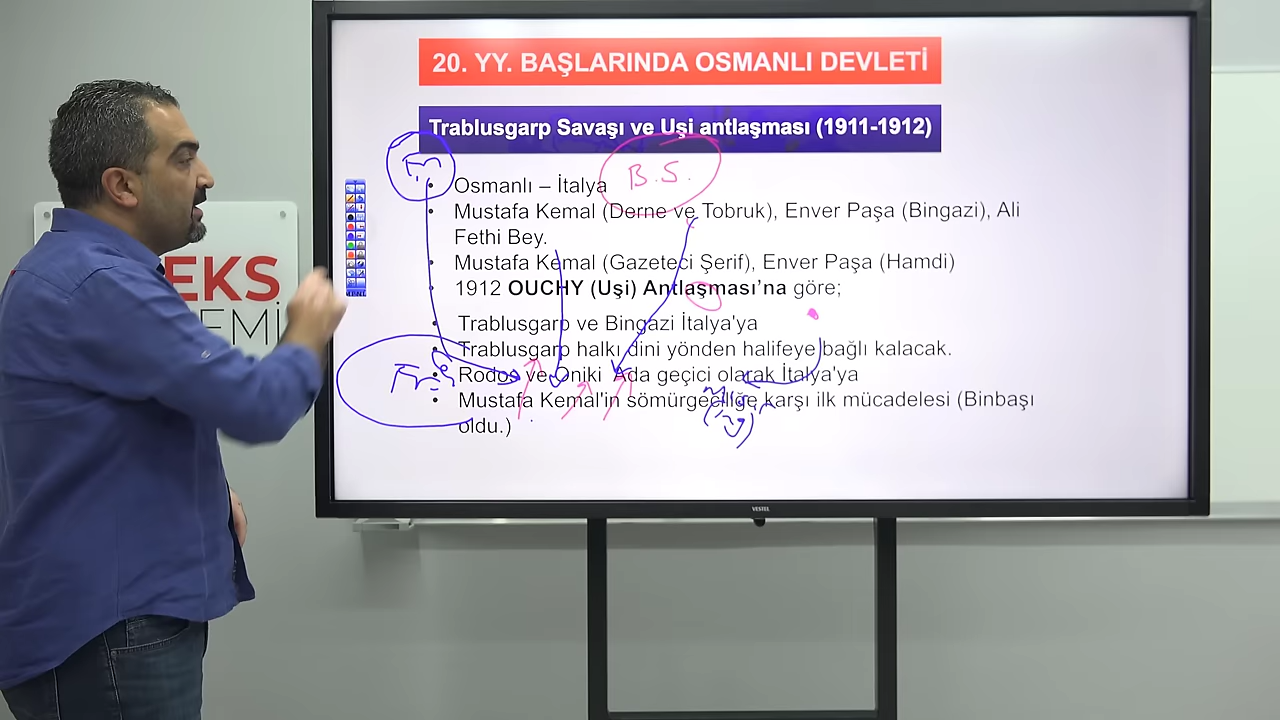 20. YY. BAŞLARINDA OSMANLI DEVLETİ
Trablusgarp Savaşı ve Uşi antlaşması (1911-1912)
B.S.
• Osmanlı – İtalya
• Mustafa Kemal (Derne ve Tobruk), Enver Paşa (Bingazi), Ali
Fethi Bey.
• Mustafa Kemal (Gazeteci Şerif), Enver Paşa (Hamdi)
• 1912 OUCHY (Uşi) Antlaşması’na göre;
• Trablusgarp ve Bingazi İtalya'ya
• Trablusgarp halkı dini yönden halifeye bağlı kalacak.
• Rodos ve Oniki Ada geçici olarak İtalya'ya
• Mustafa Kemal'in sömürgeciliğe karşı ilk mücadelesi (Binbaşı
oldu.)
EKS
EMİ
VESTEL